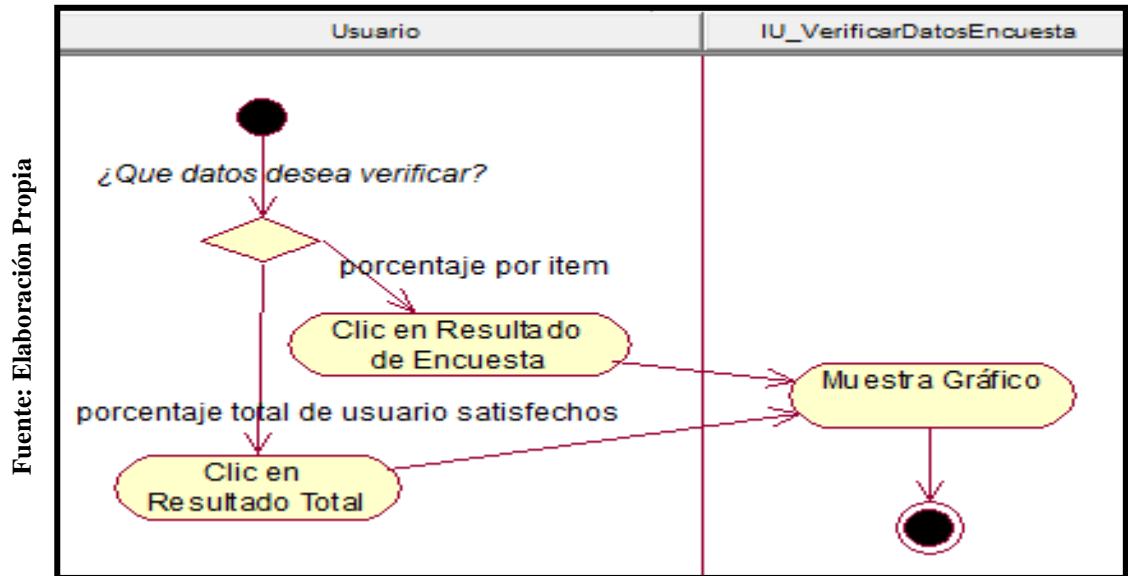 Usuario
IU_VerificarDatosEncuesta
¿Que datos desea verificar?
porcentaje por item
Clic en Resultado
de Encuesta
Muestra Gráfico
porcentaje total de usuario satisfechos
Clic en
Resultado Total
Fuente: Elaboración Propia